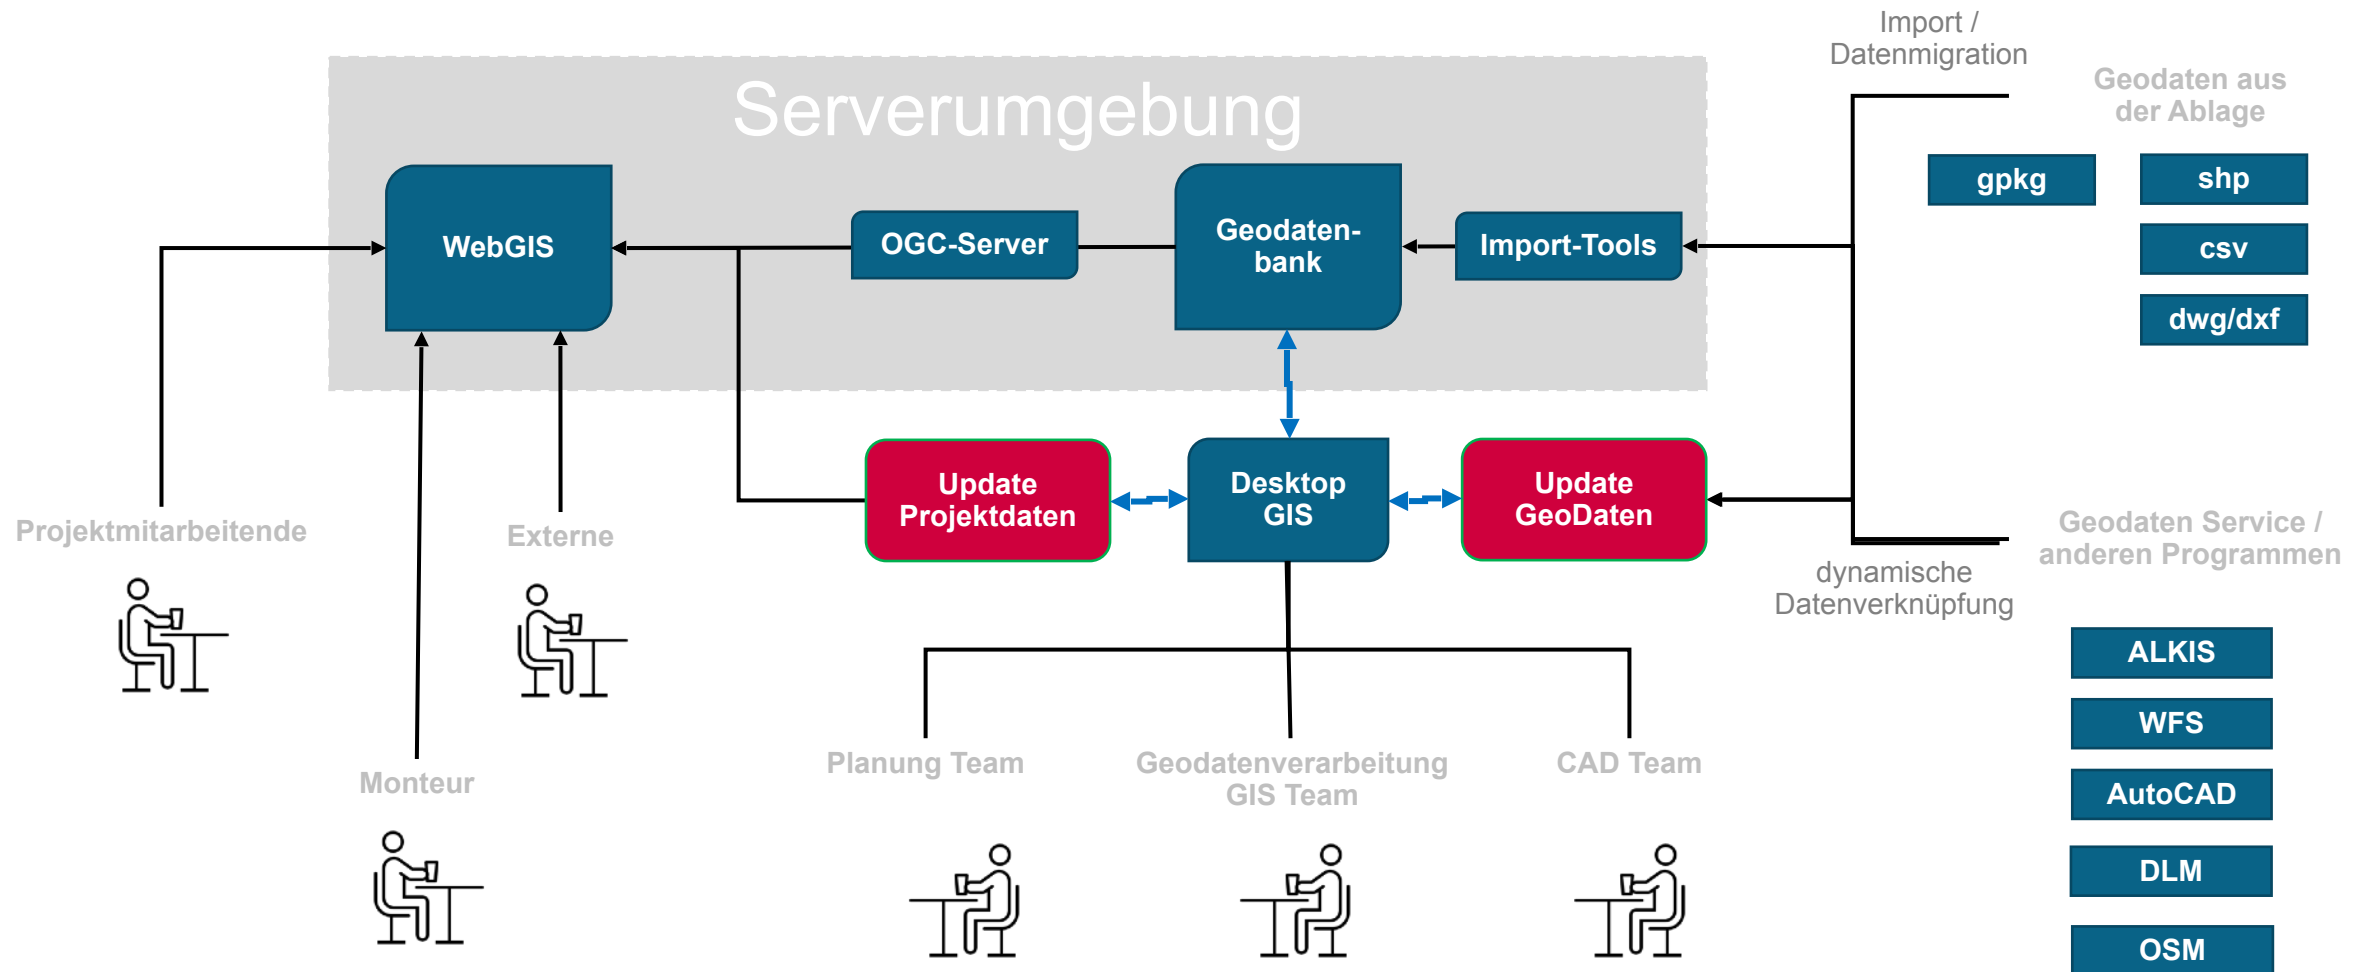 Import /
Datenmigration
Geodaten aus
der Ablage
Serverumgebung
gpkg
shp
csv
dwg/dxf
WebGIS
OGC-Server
Geodaten-
bank
Import-Tools
Update
Projektdaten
Desktop
GIS
Update
GeoDaten
Projektmitarbeitende
Externe
Geodaten Service /
anderen Programmen
dynamische
Datenverknüpfung
ALKIS
WFS
AutoCAD
DLM
OSM
Monteur
Planung Team
Geodatenverarbeitung
GIS Team
CAD Team